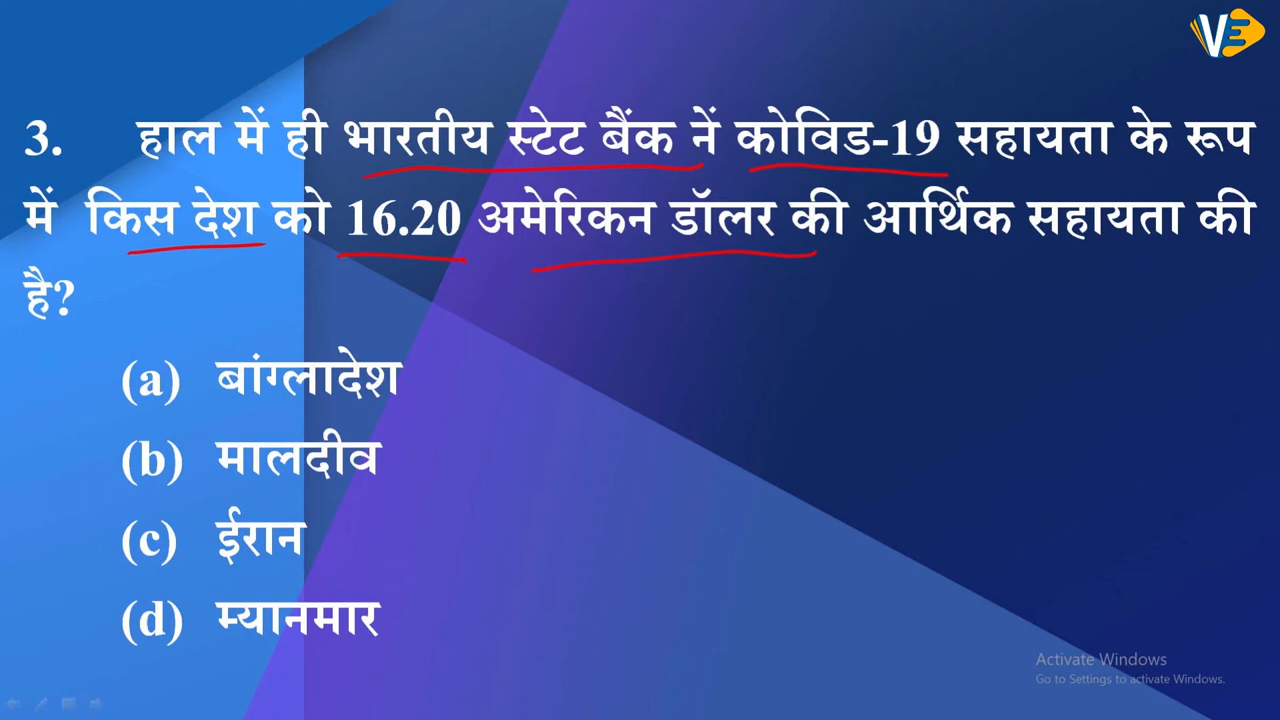 VE
3. हाल में ही भारतीय स्टेट बैंक नें कोविड-19 सहायता के रूप
में किस देश को 16.20 अमेरिकन डॉलर की आर्थिक सहायता की
है?
(a) बांग्लादेश
(b) मालदीव
(c) ईरान
(d) म्यानमार
Activate Windows
Go to Settings to activate Windows.